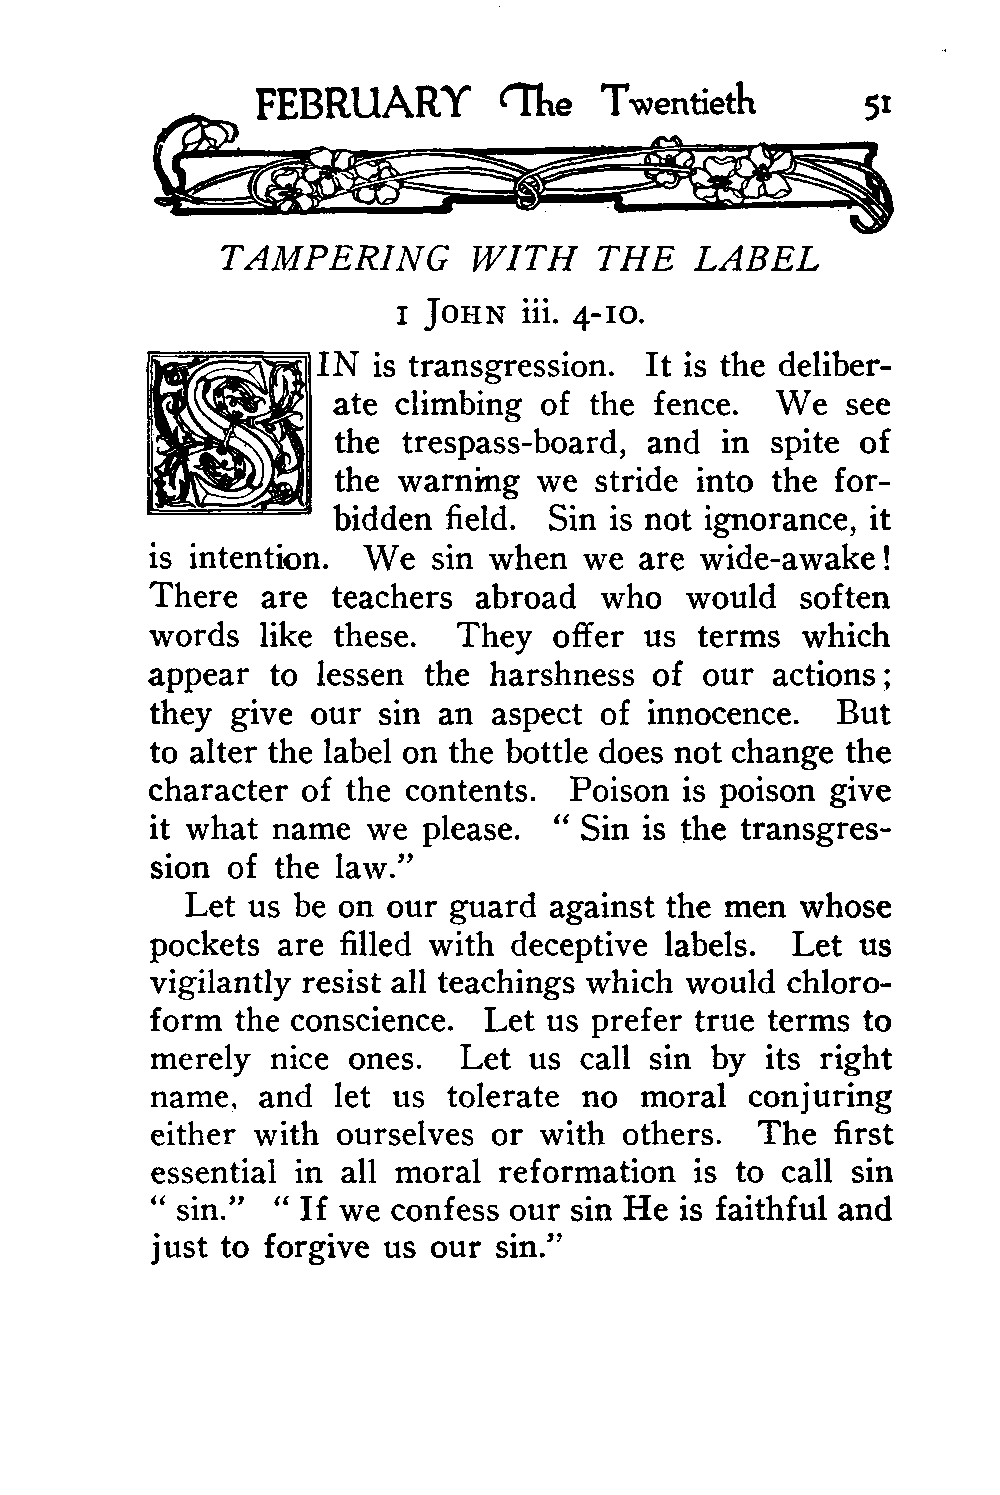 FEBRUARY The Twentieth 51
TAMPERING WITH THE LABEL
1 JOHN iii. 4-10.
SIN is transgression. It is the deliber-
ate climbing of the fence. We see
the trespass-board, and in spite of
the warning we stride into the for-
bidden field. Sin is not ignorance, it
is intention. We sin when we are wide-awake!
There are teachers abroad who would soften
words like these. They offer us terms which
appear to lessen the harshness of our actions;
they give our sin an aspect of innocence. But
to alter the label on the bottle does not change the
character of the contents. Poison is poison give
it what name we please. “ Sin is the transgres-
sion of the law.”
Let us be on our guard against the men whose
pockets are filled with deceptive labels. Let us
vigilantly resist all teachings which would chloro-
form the conscience. Let us prefer true terms to
merely nice ones. Let us call sin by its right
name, and let us tolerate no moral conjuring
either with ourselves or with others. The first
essential in all moral reformation is to call sin
“ sin.” “ If we confess our sin He is faithful and
just to forgive us our sin.”